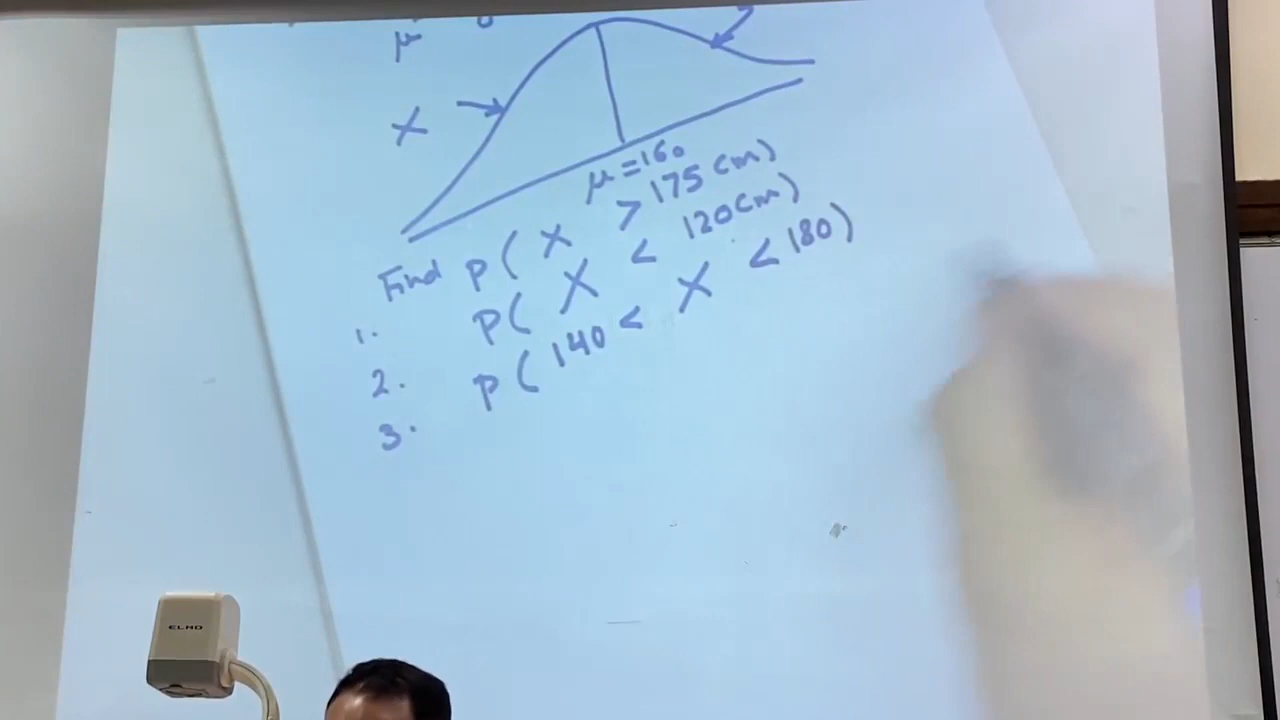 μ
X
μ = 160
Find P( X > 175 cm)
1. P( X < 120 cm)
2. P( 140 < X < 180)
3.
ELMO